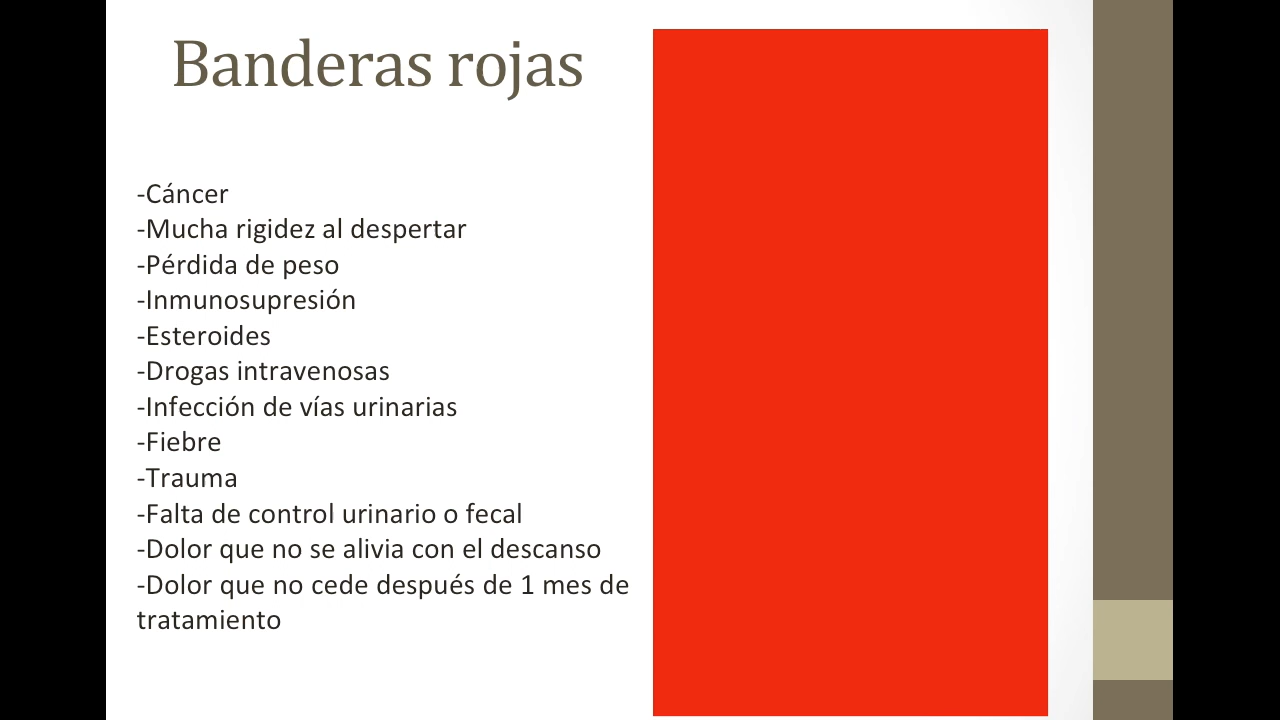 Banderas rojas
-Cáncer
-Mucha rigidez al despertar
-Pérdida de peso
-Inmunosupresión
-Esteroides
-Drogas intravenosas
-Infección de vías urinarias
-Fiebre
-Trauma
-Falta de control urinario o fecal
-Dolor que no se alivia con el descanso
-Dolor que no cede después de 1 mes de
tratamiento